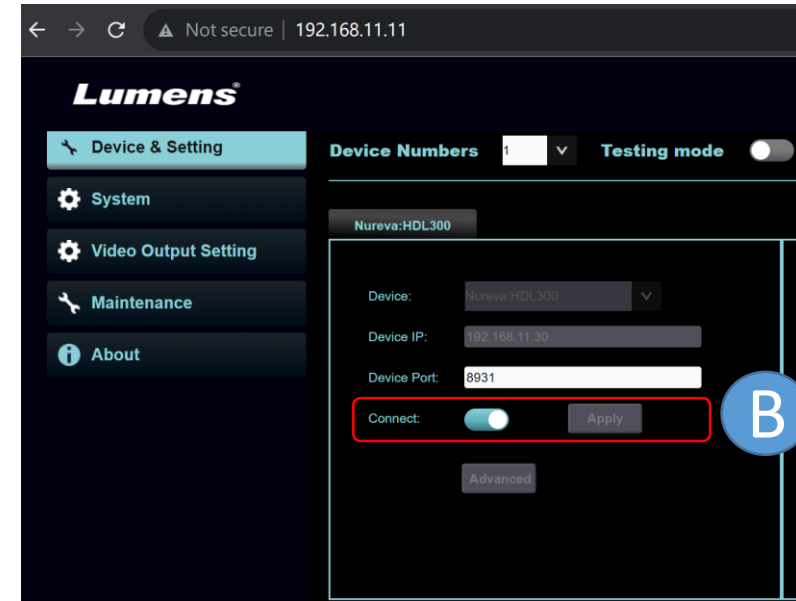 Not secure | 192.168.11.11
Lumens®
Device & Setting
System
Video Output Setting
Maintenance
About
Device Numbers 1 Testing mode
Nureva:HDL300
Device: Nureva:HDL300
Device IP: 192.168.11.30
Device Port: 8931
Connect: Apply
B
Advanced